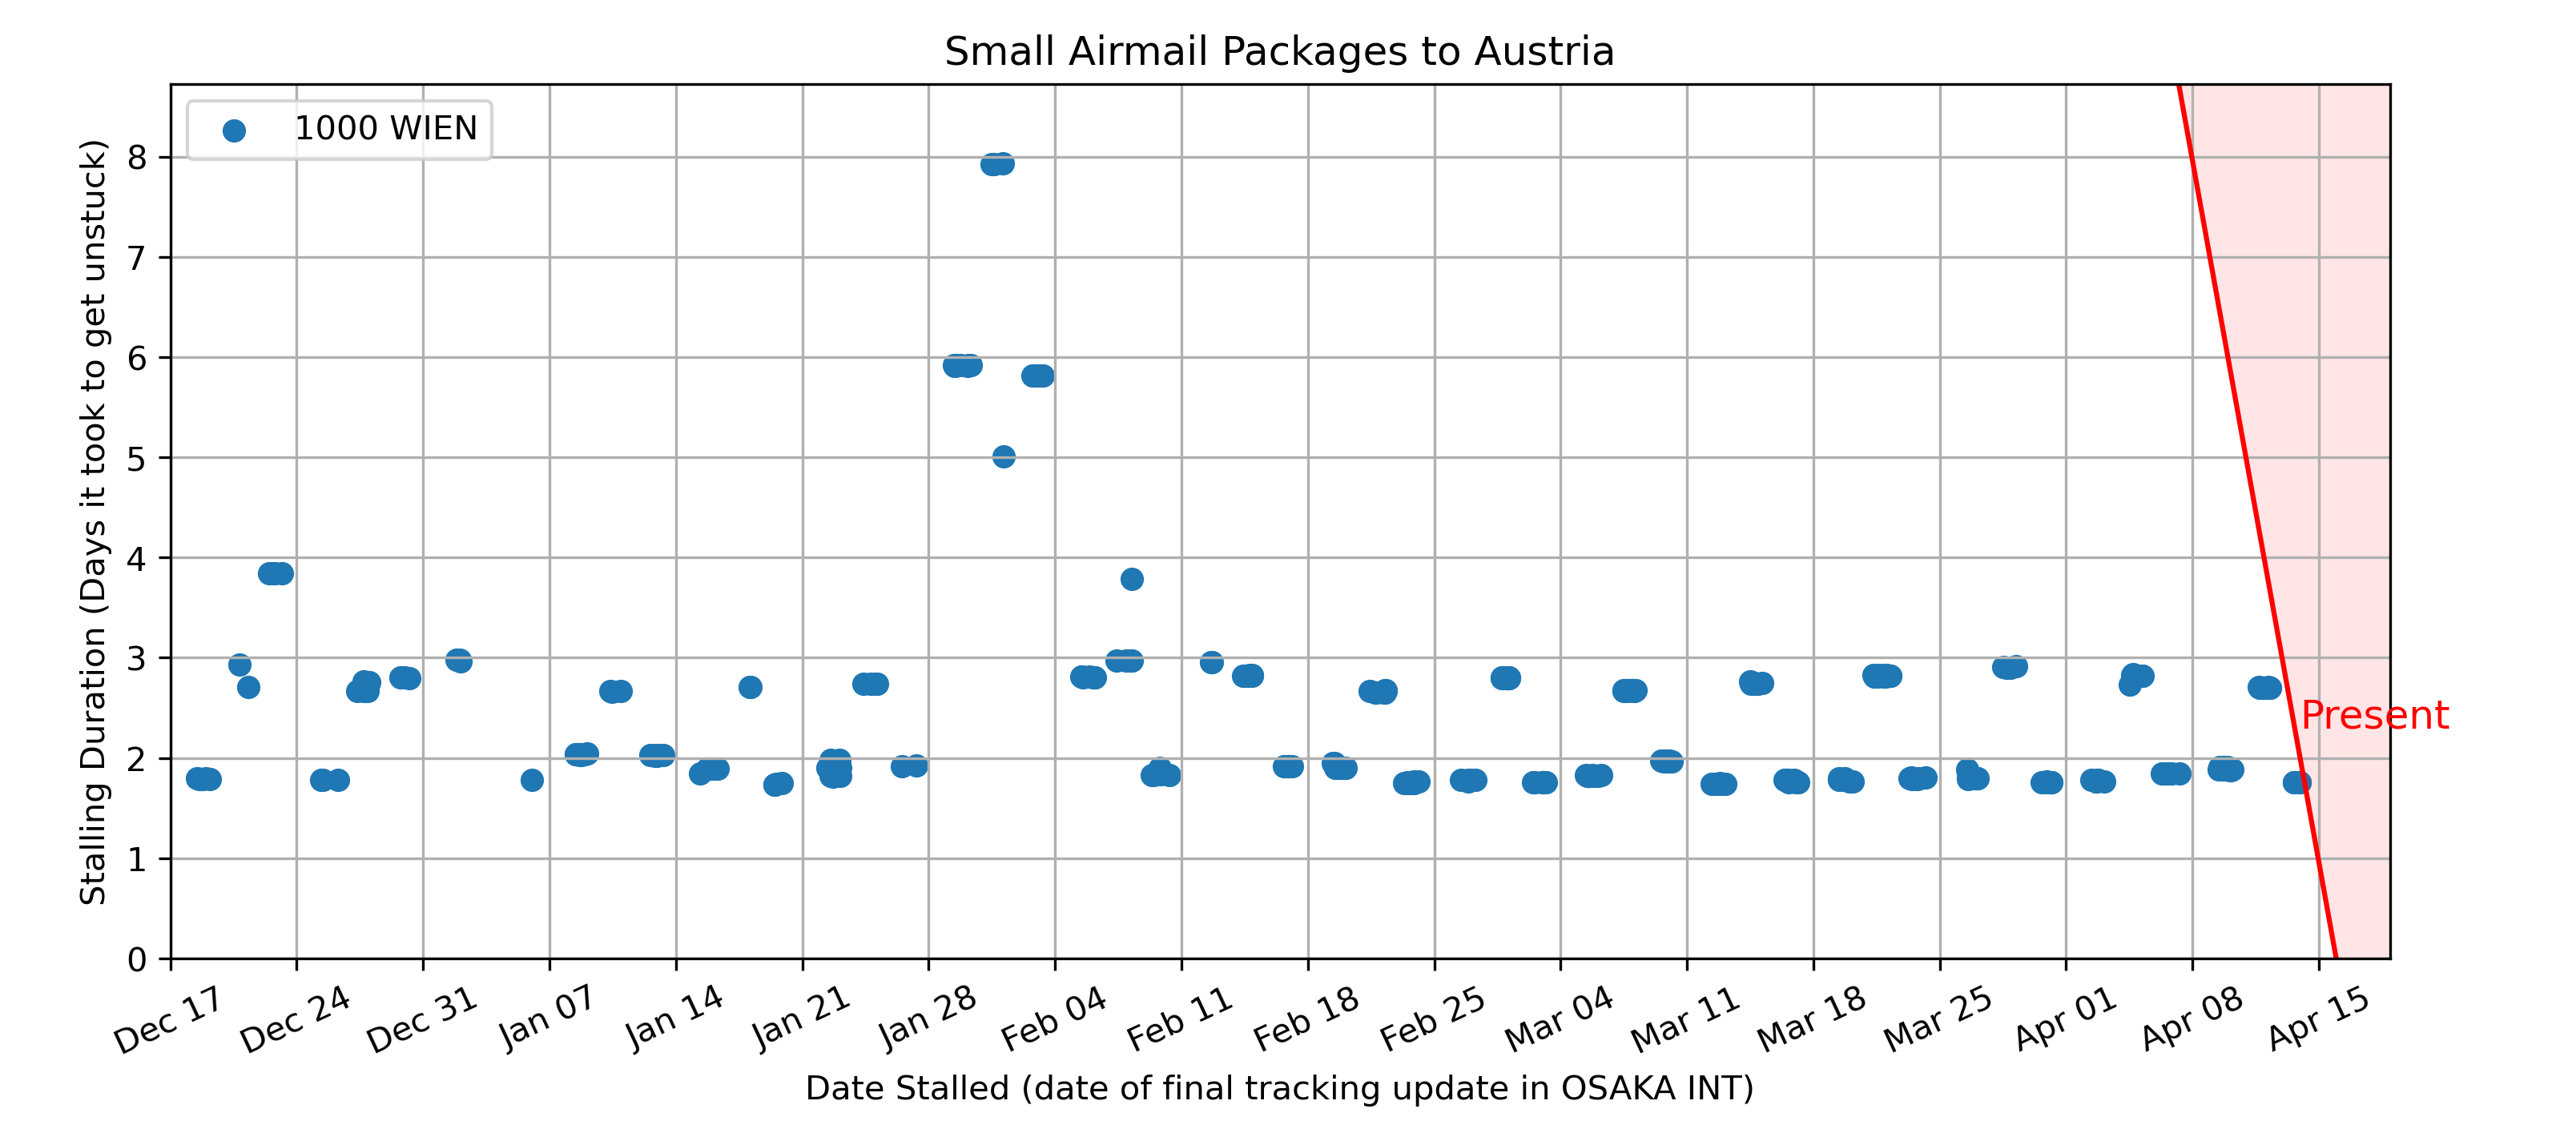 Small Airmail Packages to Austria
1000 WIEN
Stalling Duration (Days it took to get unstuck)
8
7
6
5
4
3
2
1
0
Present
Dec 17
Dec 24
Dec 31
Jan 07
Jan 14
Jan 21
Jan 28
Feb 04
Feb 11
Feb 18
Feb 25
Mar 04
Mar 11
Mar 18
Mar 25
Apr 01
Apr 08
Apr 15
Date Stalled (date of final tracking update in OSAKA INT)